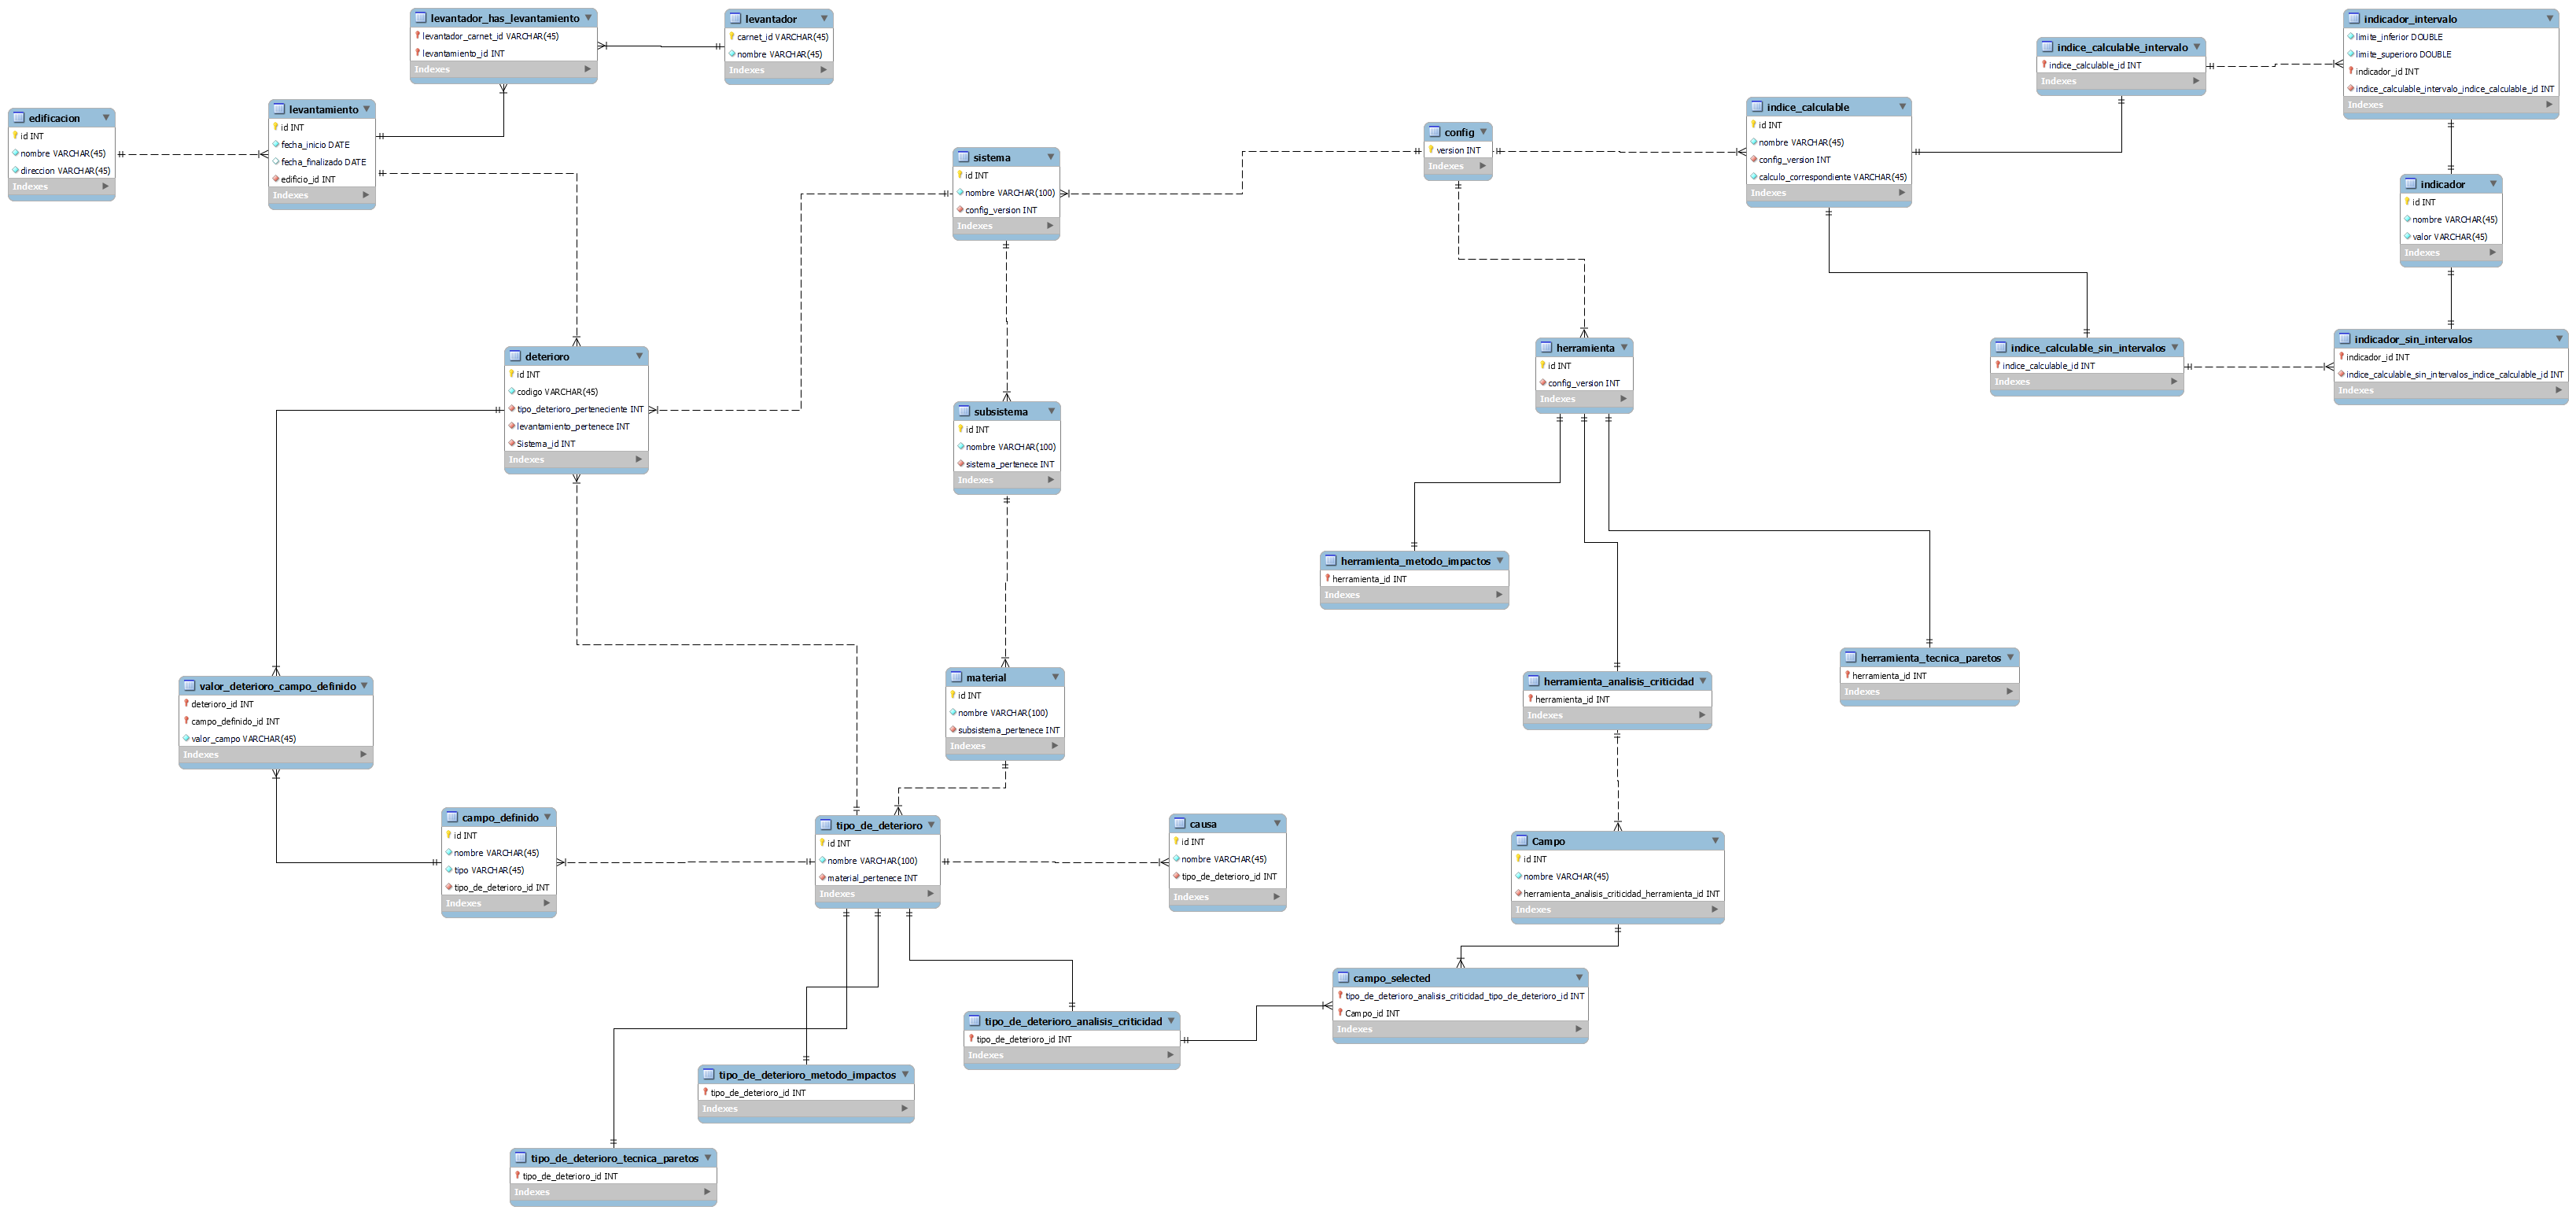 levantador_has_levantamiento
levantador_carnet_id VARCHAR(45)
levantamiento_id INT
Indexes
levantador
carnet_id VARCHAR(45)
nombre VARCHAR(45)
Indexes
edificacion
id INT
nombre VARCHAR(45)
direccion VARCHAR(45)
Indexes
levantamiento
id INT
fecha_inicio DATE
fecha_finalizado DATE
edificio_id INT
Indexes
sistema
id INT
nombre VARCHAR(100)
config_version INT
Indexes
config
version INT
Indexes
indice_calculable
id INT
nombre VARCHAR(45)
config_version INT
calculo_correspondiente VARCHAR(45)
Indexes
indice_calculable_intervalo
indice_calculable_id INT
Indexes
indicador_intervalo
limite_inferior DOUBLE
limite_superioro DOUBLE
indicador_id INT
indice_calculable_intervalo_indice_calculable_id INT
Indexes
indicador
id INT
nombre VARCHAR(45)
valor VARCHAR(45)
Indexes
deterioro
id INT
codigo VARCHAR(45)
tipo_deterioro_perteneciente INT
levantamiento_pertenece INT
Sistema_id INT
Indexes
subsistema
id INT
nombre VARCHAR(100)
sistema_pertenece INT
Indexes
herramienta
id INT
config_version INT
Indexes
indice_calculable_sin_intervalos
indice_calculable_id INT
Indexes
indicador_sin_intervalos
indicador_id INT
indice_calculable_sin_intervalos_indice_calculable_id INT
Indexes
herramienta_metodo_impactos
herramienta_id INT
Indexes
herramienta_analisis_criticidad
herramienta_id INT
Indexes
herramienta_tecnica_paretos
herramienta_id INT
Indexes
valor_deterioro_campo_definido
deterioro_id INT
campo_definido_id INT
valor_campo VARCHAR(45)
Indexes
material
id INT
nombre VARCHAR(100)
subsistema_pertenece INT
Indexes
campo_definido
id INT
nombre VARCHAR(45)
tipo VARCHAR(45)
tipo_de_deterioro_id INT
Indexes
tipo_de_deterioro
id INT
nombre VARCHAR(100)
material_pertenece INT
Indexes
causa
id INT
nombre VARCHAR(45)
tipo_de_deterioro_id INT
Indexes
Campo
id INT
nombre VARCHAR(45)
herramienta_analisis_criticidad_herramienta_id INT
Indexes
campo_selected
tipo_de_deterioro_analisis_criticidad_tipo_de_deterioro_id INT
Campo_id INT
Indexes
tipo_de_deterioro_analisis_criticidad
tipo_de_deterioro_id INT
Indexes
tipo_de_deterioro_metodo_impactos
tipo_de_deterioro_id INT
Indexes
tipo_de_deterioro_tecnica_paretos
tipo_de_deterioro_id INT
Indexes